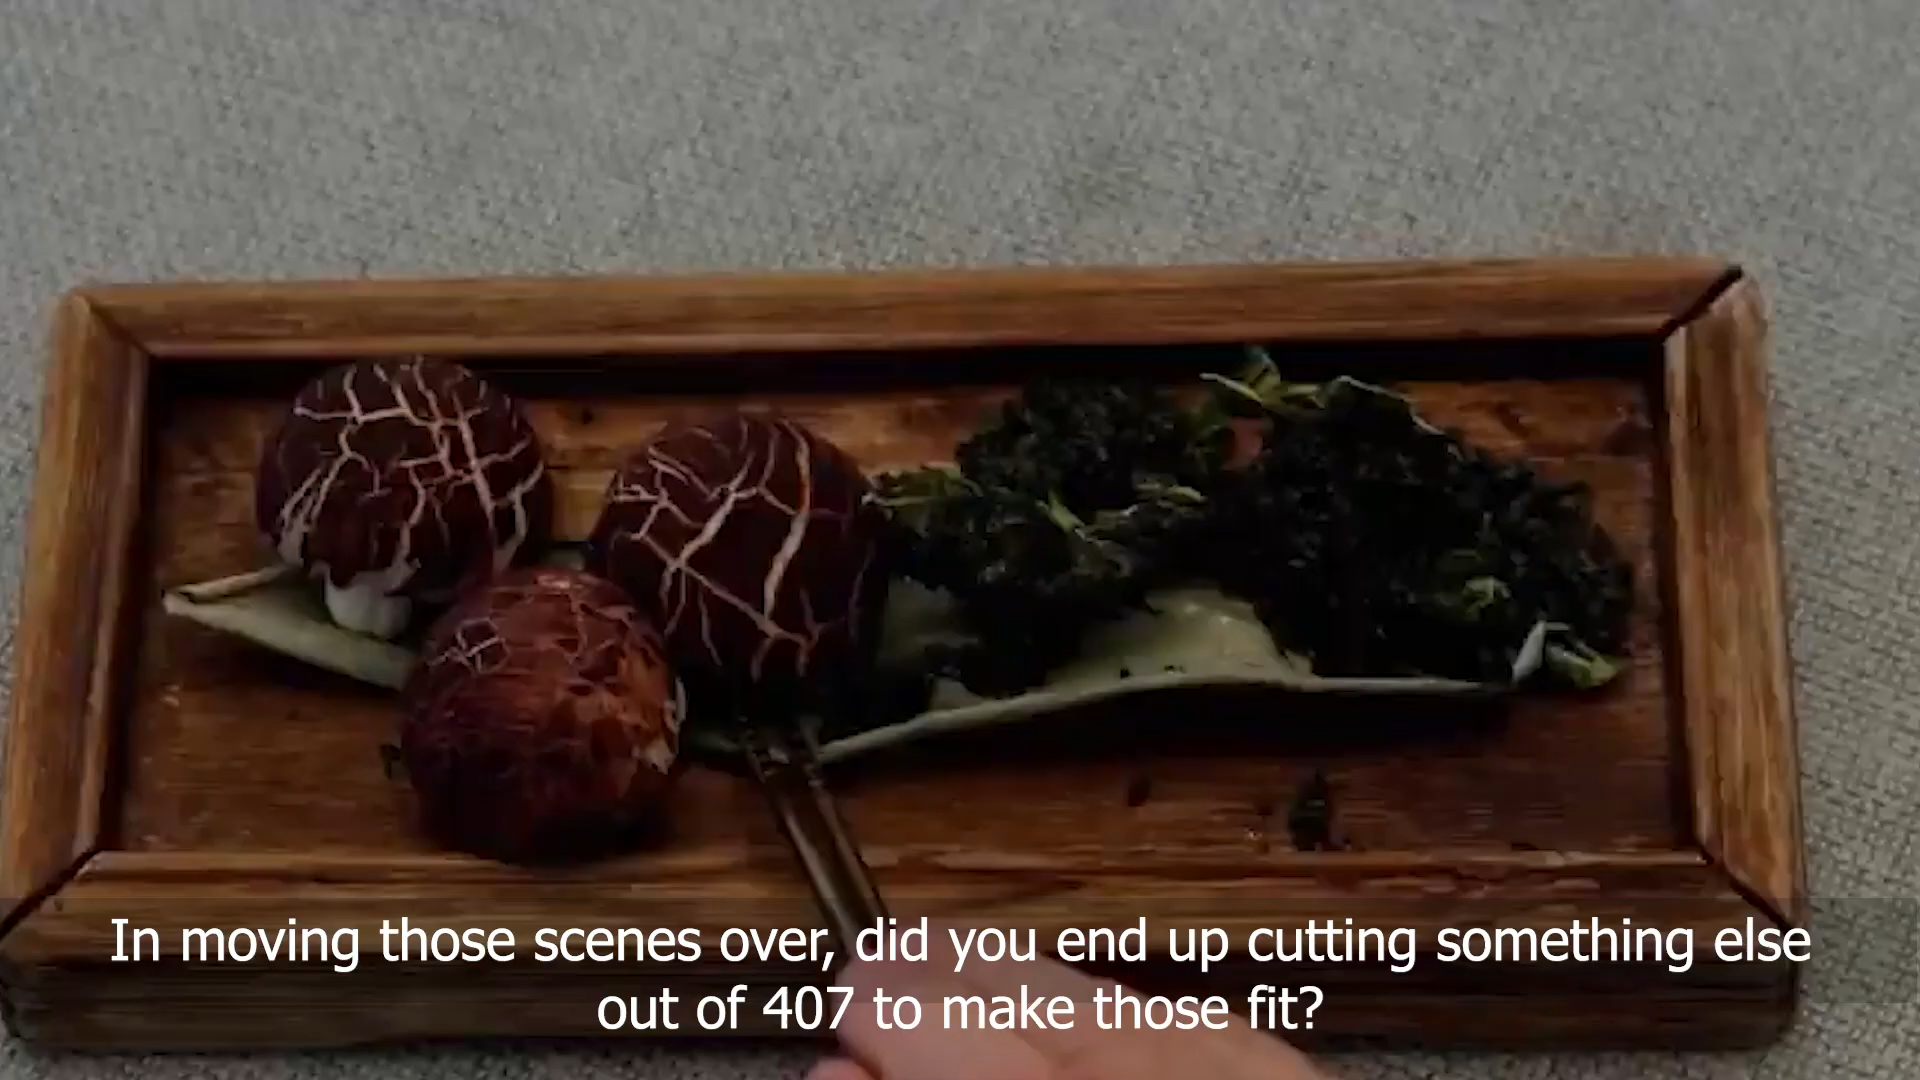 In moving those scenes over, did you end up cutting something else
out of 407 to make those fit?